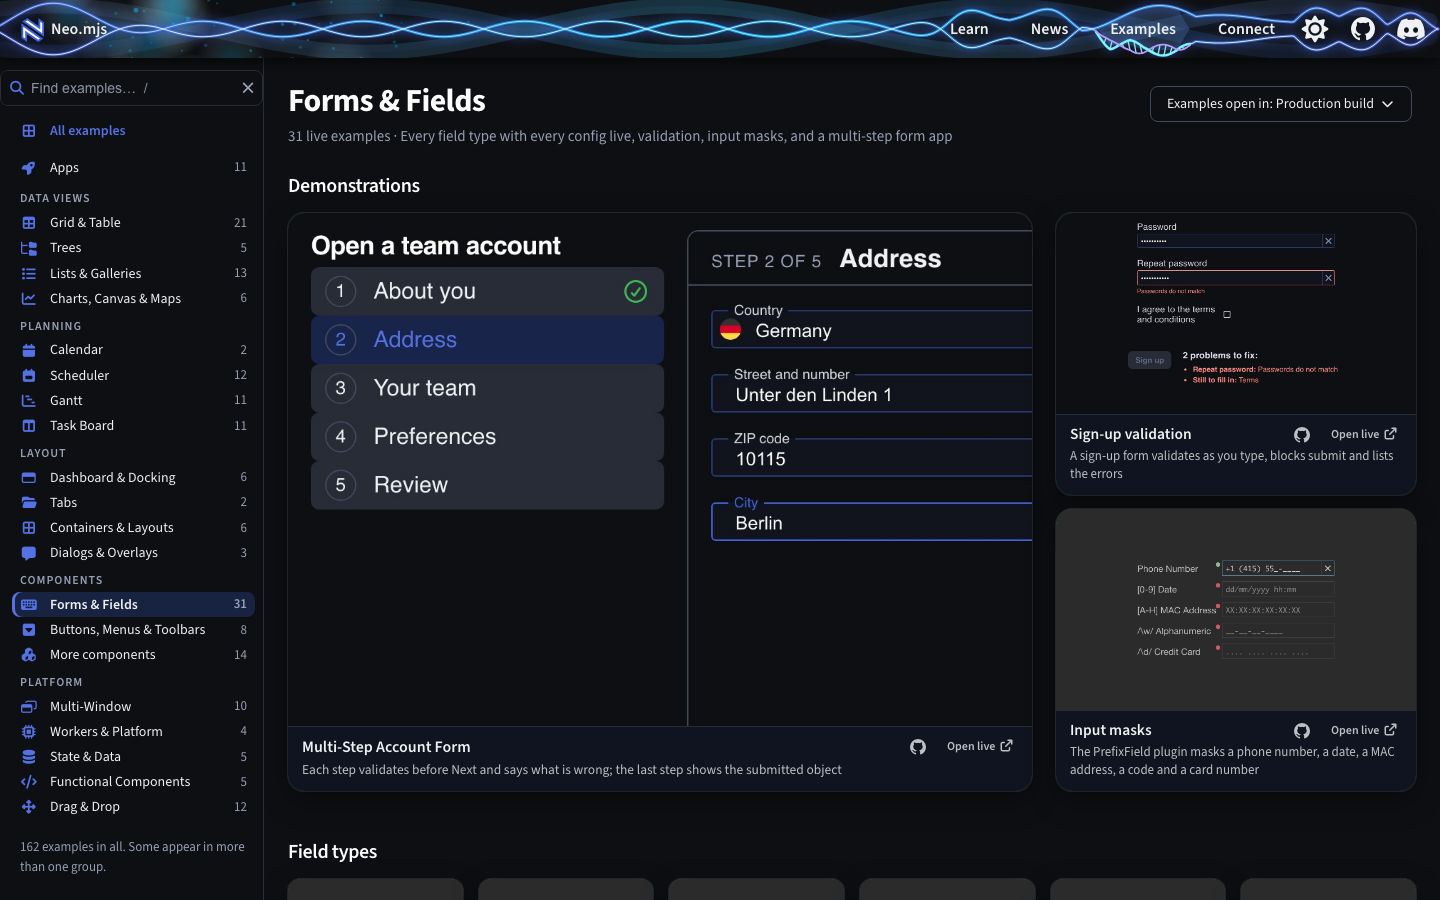 Neo.mjs
Learn
News
Examples
Connect
Find examples… /
All examples
Apps 11
DATA VIEWS
Grid & Table 21
Trees 5
Lists & Galleries 13
Charts, Canvas & Maps 6
PLANNING
Calendar 2
Scheduler 12
Gantt 11
Task Board 11
LAYOUT
Dashboard & Docking 6
Tabs 2
Containers & Layouts 6
Dialogs & Overlays 3
COMPONENTS
Forms & Fields 31
Buttons, Menus & Toolbars 8
More components 14
PLATFORM
Multi-Window 10
Workers & Platform 4
State & Data 5
Functional Components 5
Drag & Drop 12
162 examples in all. Some appear in more
than one group.
Forms & Fields
31 live examples · Every field type with every config live, validation, input masks, and a multi-step form app
Examples open in: Production build
Demonstrations
Open a team account
1 About you
2 Address
3 Your team
4 Preferences
5 Review
STEP 2 OF 5 Address
Country
Germany
Street and number
Unter den Linden 1
ZIP code
10115
City
Berlin
Multi-Step Account Form
Open live
Each step validates before Next and says what is wrong; the last step shows the submitted object
Password
Repeat password
Passwords do not match
I agree to the terms
and conditions
Sign up
2 problems to fix:
• Repeat password: Passwords do not match
• Still to fill in: Terms
Sign-up validation
Open live
A sign-up form validates as you type, blocks submit and lists
the errors
Phone Number +1 (415) 55_-____
[0-9] Date dd/mm/yyyy hh:mm
[A-H] MAC Address XX:XX:XX:XX:XX:XX
/\w/ Alphanumeric __-__-__-____
/\d/ Credit Card .... .... .... ....
Input masks
Open live
The PrefixField plugin masks a phone number, a date, a MAC
address, a code and a card number
Field types